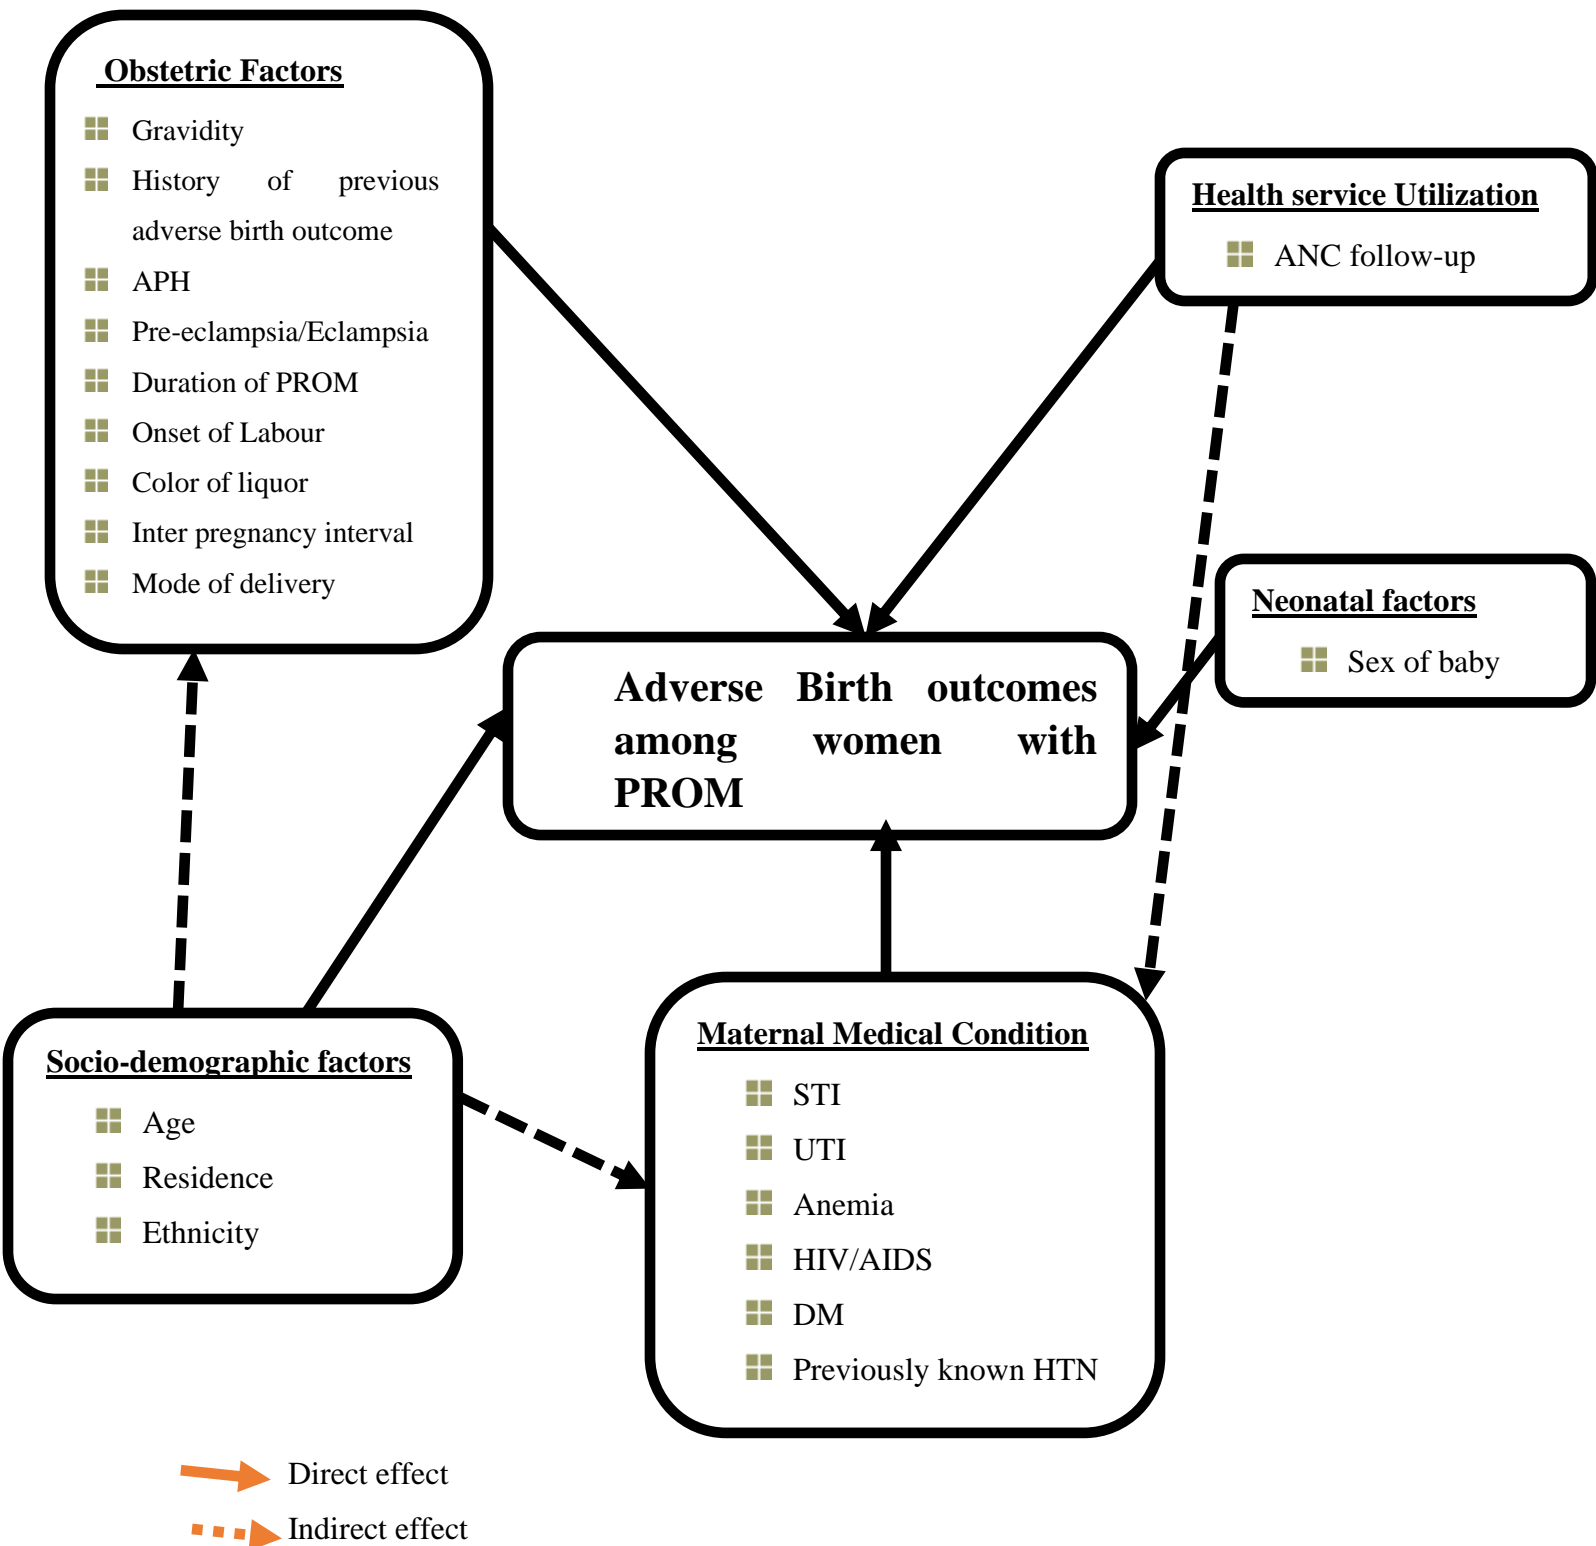 Obstetric Factors
Gravidity
History of previous
adverse birth outcome
APH
Pre-eclampsia/Eclampsia
Duration of PROM
Onset of Labour
Color of liquor
Inter pregnancy interval
Mode of delivery
Health service Utilization
ANC follow-up
Neonatal factors
Sex of baby
Adverse Birth outcomes
among women with
PROM
Socio-demographic factors
Age
Residence
Ethnicity
Maternal Medical Condition
STI
UTI
Anemia
HIV/AIDS
DM
Previously known HTN
Direct effect
Indirect effect